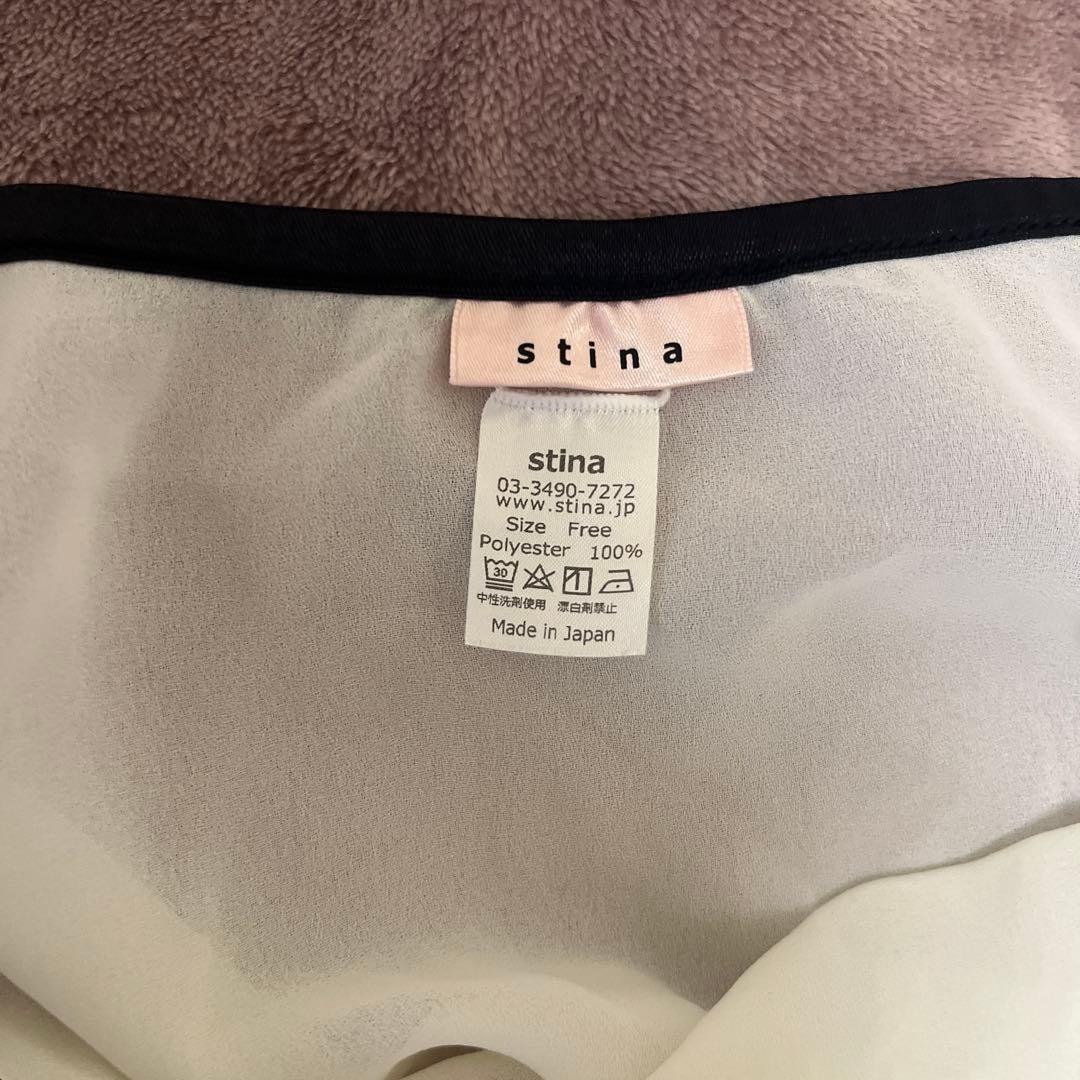 stina
stina
03-3490-7272
www.stina.jp
Size Free
Polyester 100%
30
中性洗剤使用 漂白剤禁止
Made in Japan